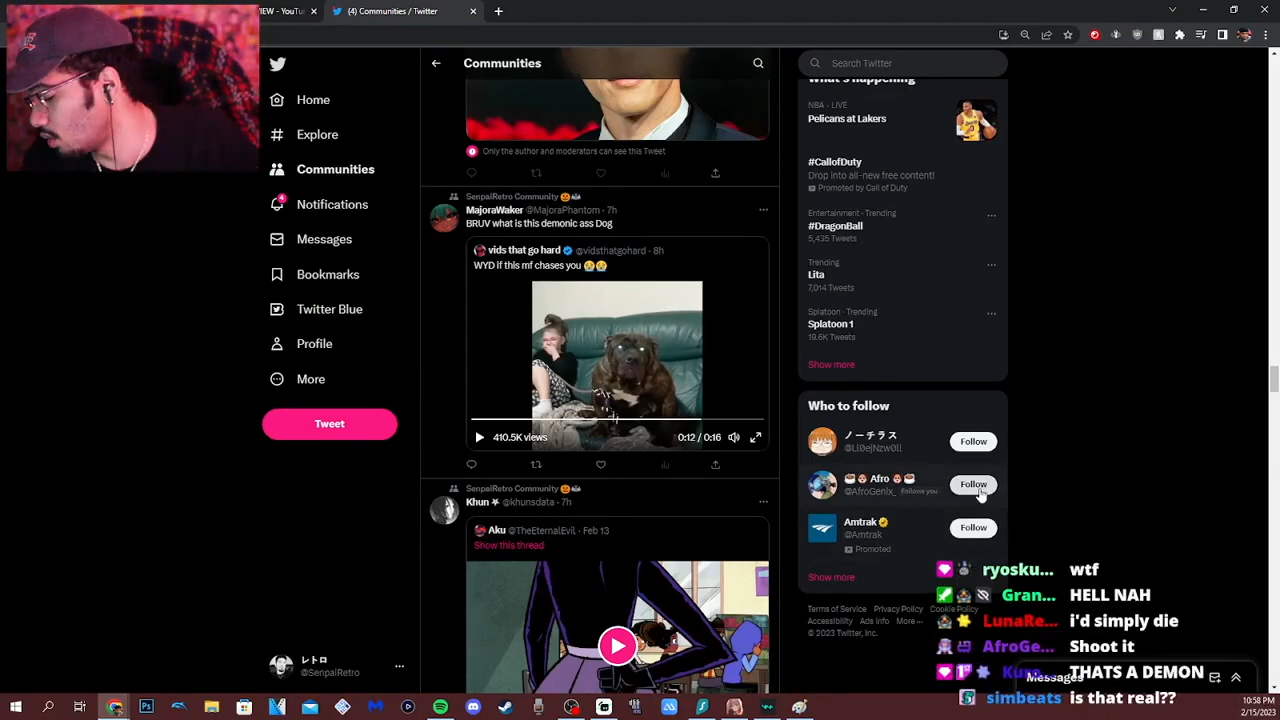 IEW - YouTu
(4) Communities / Twitter
Communities
Search Twitter
Home
Explore
Communities
Notifications
4
Messages
Bookmarks
Twitter Blue
Profile
More
Tweet
レトロ
@SenpaiRetro
Only the author and moderators can see this Tweet
SenpaiRetro Community 🎃🦇
MajoraWaker @MajoraPhantom · 7h
BRUV what is this demonic ass Dog
vids that go hard @vidsthatgohard · 8h
WYD if this mf chases you 😭😭
410.5K views
0:12 / 0:16
SenpaiRetro Community 🎃🦇
Khun @khunsdata · 7h
Aku @TheEternalEvil · Feb 13
Show this thread
What's happening
NBA · LIVE
Pelicans at Lakers
#CallofDuty
Drop into all-new free content!
Promoted by Call of Duty
Entertainment · Trending
#DragonBall
5,435 Tweets
Trending
Lita
7,014 Tweets
Splatoon · Trending
Splatoon 1
19.6K Tweets
Show more
Who to follow
ノーチラス
@Ll0ejNzw0ll
Follow
Afro
@AfroGenix_ Follows you
Follow
Amtrak
@Amtrak
Promoted
Follow
Show more
Terms of Service Privacy Policy Cookie Policy
Accessibility Ads info More ···
© 2023 Twitter, Inc.
Messages
ryosku... wtf
Gran... HELL NAH
LunaRe... i'd simply die
AfroGe... Shoot it
THATS A DEMON
simbeats is that real??
10:58 PM
2/15/2023